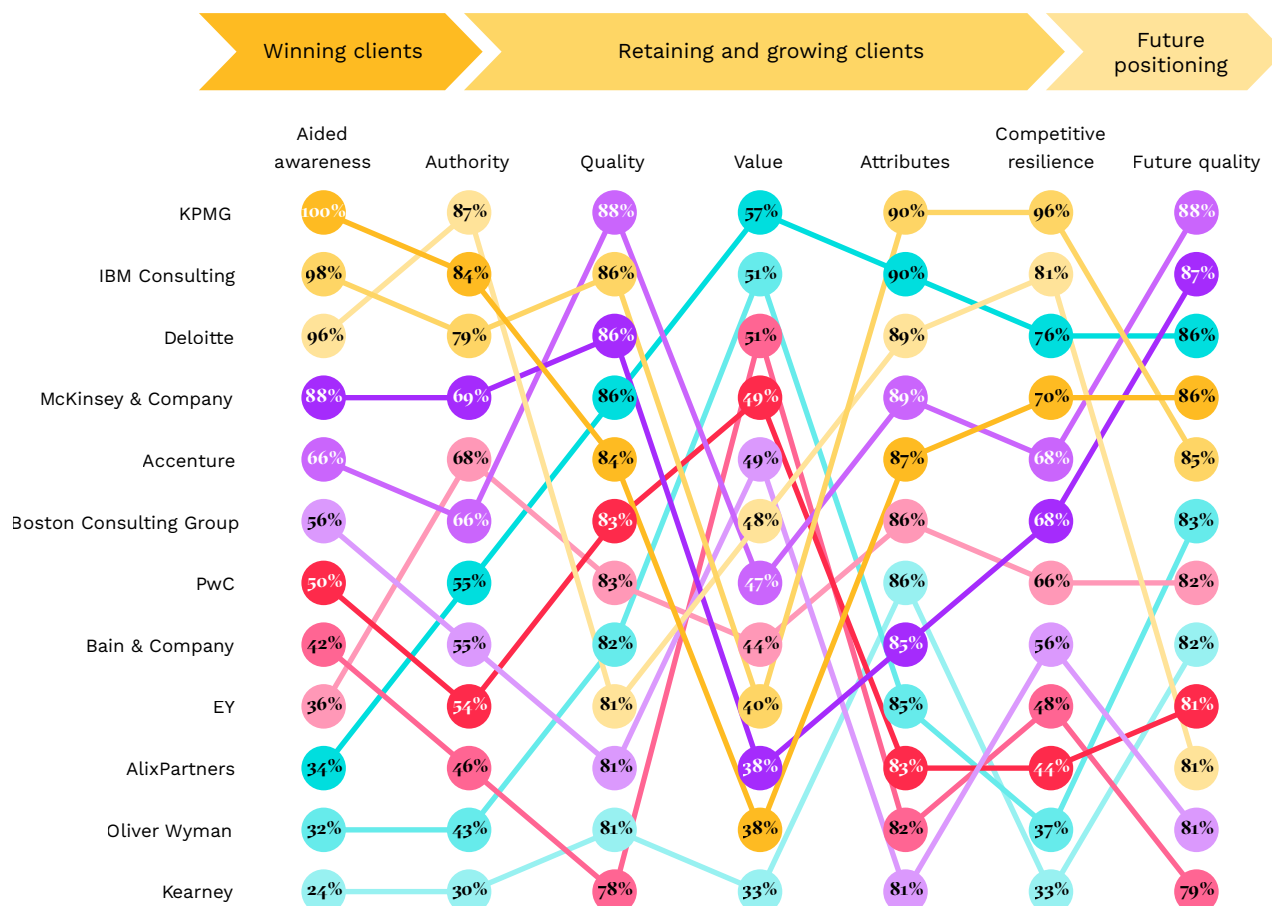 Winning clients
Retaining and growing clients
Future
positioning
Aided
awareness
Authority
Quality
Value
Attributes
Competitive
resilience
Future quality
KPMG 100% 87% 88% 57% 90% 96% 88%
IBM Consulting 98% 84% 86% 51% 90% 81% 87%
Deloitte 96% 79% 86% 51% 89% 76% 86%
McKinsey & Company 88% 69% 86% 49% 89% 70% 86%
Accenture 66% 68% 84% 49% 87% 68% 85%
Boston Consulting Group 56% 66% 83% 48% 86% 68% 83%
PwC 50% 55% 83% 47% 86% 66% 82%
Bain & Company 42% 55% 82% 44% 85% 56% 82%
EY 36% 54% 81% 40% 85% 48% 81%
AlixPartners 34% 46% 81% 38% 83% 44% 81%
Oliver Wyman 32% 43% 81% 38% 82% 37% 81%
Kearney 24% 30% 78% 33% 81% 33% 79%